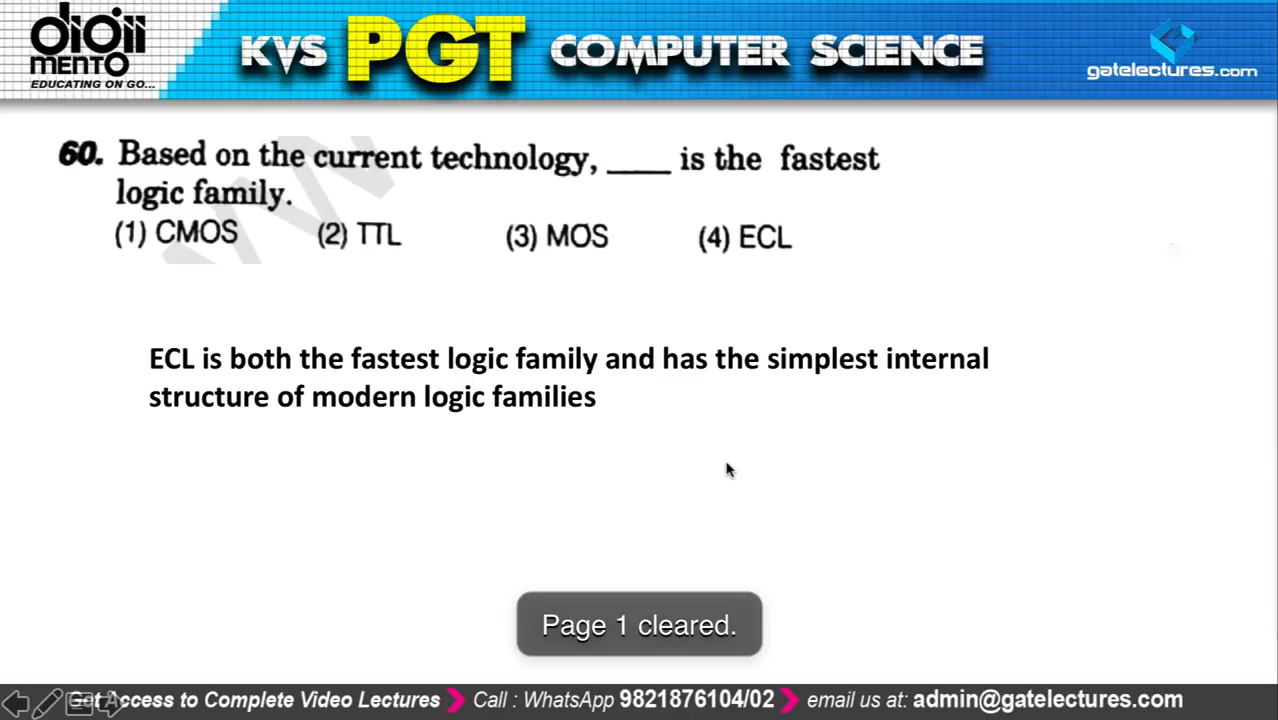 diGii
MENTO
EDUCATING ON GO...
KVS PGT COMPUTER SCIENCE
gatelectures.com
60. Based on the current technology, ____ is the fastest
logic family.
(1) CMOS (2) TTL (3) MOS (4) ECL
ECL is both the fastest logic family and has the simplest internal
structure of modern logic families
Page 1 cleared.
Get Access to Complete Video Lectures Call : WhatsApp 9821876104/02 email us at: admin@gatelectures.com